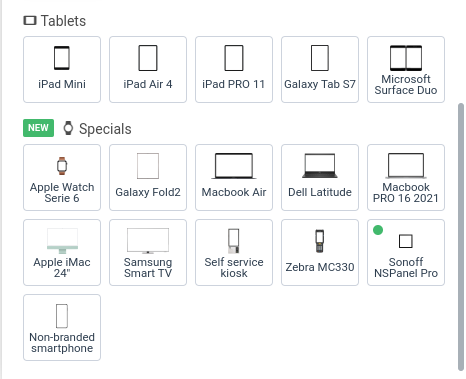 Tablets
iPad Mini
iPad Air 4
iPad PRO 11
Galaxy Tab S7
Microsoft
Surface Duo
NEW Specials
Apple Watch
Serie 6
Galaxy Fold2
Macbook Air
Dell Latitude
Macbook
PRO 16 2021
Apple iMac
24"
Samsung
Smart TV
Self service
kiosk
Zebra MC330
Sonoff
NSPanel Pro
Non-branded
smartphone